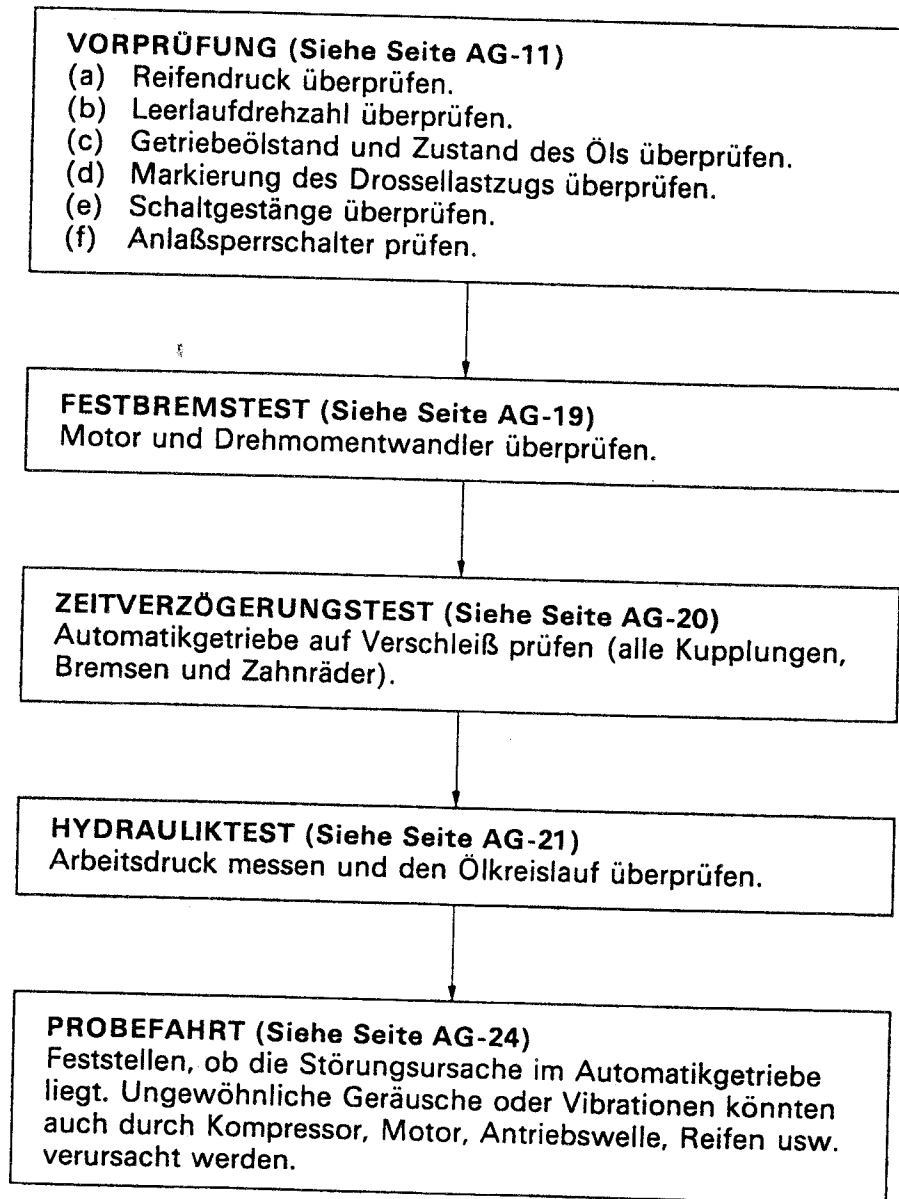 VORPRÜFUNG (Siehe Seite AG-11)
(a) Reifendruck überprüfen.
(b) Leerlaufdrehzahl überprüfen.
(c) Getriebeölstand und Zustand des Öls überprüfen.
(d) Markierung des Drossellastzugs überprüfen.
(e) Schaltgestänge überprüfen.
(f) Anlaßsperrschalter prüfen.
FESTBREMSTEST (Siehe Seite AG-19)
Motor und Drehmomentwandler überprüfen.
ZEITVERZÖGERUNGSTEST (Siehe Seite AG-20)
Automatikgetriebe auf Verschleiß prüfen (alle Kupplungen,
Bremsen und Zahnräder).
HYDRAULIKTEST (Siehe Seite AG-21)
Arbeitsdruck messen und den Ölkreislauf überprüfen.
PROBEFAHRT (Siehe Seite AG-24)
Feststellen, ob die Störungsursache im Automatikgetriebe
liegt. Ungewöhnliche Geräusche oder Vibrationen könnten
auch durch Kompressor, Motor, Antriebswelle, Reifen usw.
verursacht werden.